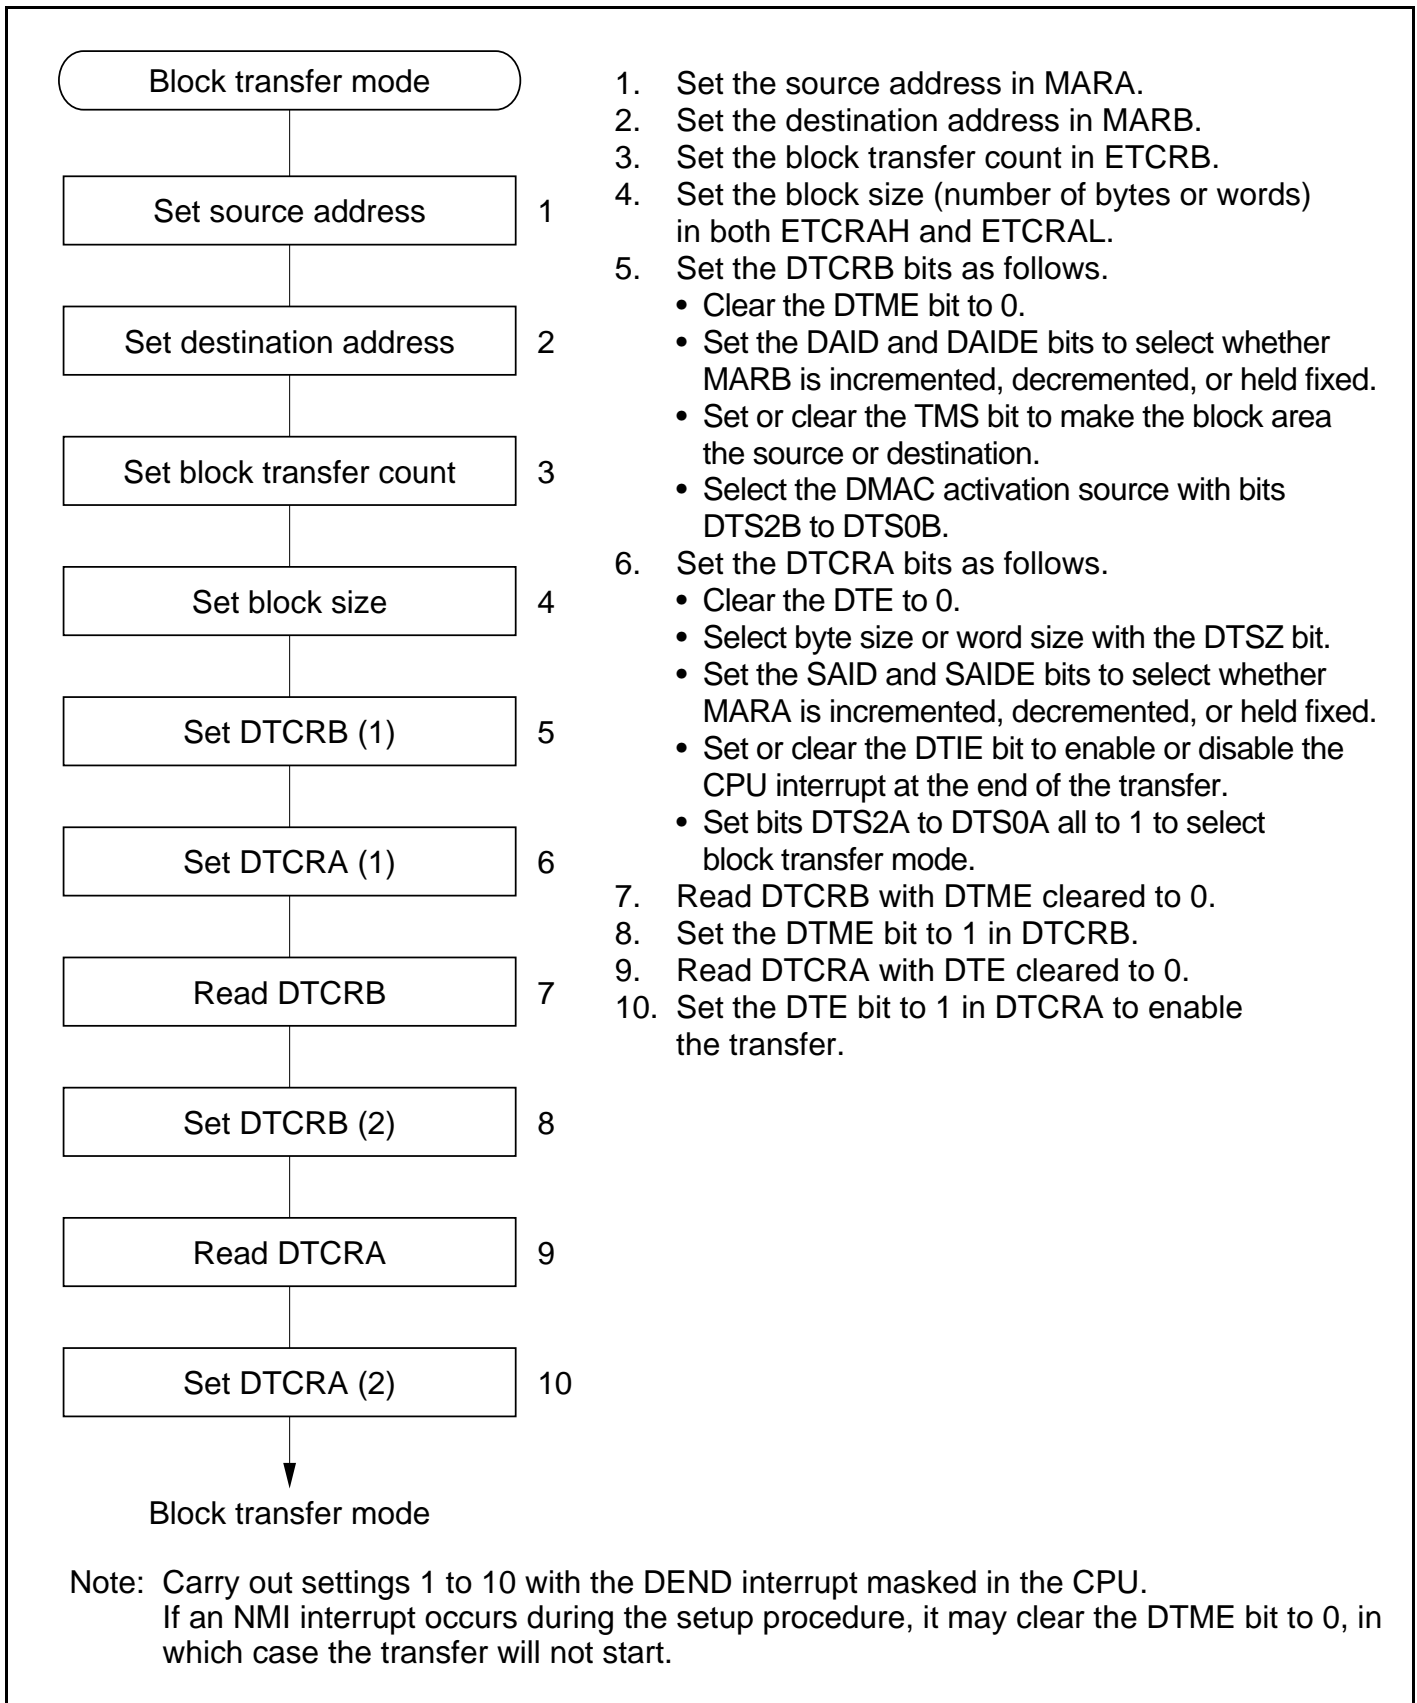 Block transfer mode
Set source address 1
Set destination address 2
Set block transfer count 3
Set block size 4
Set DTCRB (1) 5
Set DTCRA (1) 6
Read DTCRB 7
Set DTCRB (2) 8
Read DTCRA 9
Set DTCRA (2) 10
Block transfer mode
1. Set the source address in MARA.
2. Set the destination address in MARB.
3. Set the block transfer count in ETCRB.
4. Set the block size (number of bytes or words)
in both ETCRAH and ETCRAL.
5. Set the DTCRB bits as follows.
• Clear the DTME bit to 0.
• Set the DAID and DAIDE bits to select whether
MARB is incremented, decremented, or held fixed.
• Set or clear the TMS bit to make the block area
the source or destination.
• Select the DMAC activation source with bits
DTS2B to DTS0B.
6. Set the DTCRA bits as follows.
• Clear the DTE to 0.
• Select byte size or word size with the DTSZ bit.
• Set the SAID and SAIDE bits to select whether
MARA is incremented, decremented, or held fixed.
• Set or clear the DTIE bit to enable or disable the
CPU interrupt at the end of the transfer.
• Set bits DTS2A to DTS0A all to 1 to select
block transfer mode.
7. Read DTCRB with DTME cleared to 0.
8. Set the DTME bit to 1 in DTCRB.
9. Read DTCRA with DTE cleared to 0.
10. Set the DTE bit to 1 in DTCRA to enable
the transfer.
Note: Carry out settings 1 to 10 with the DEND interrupt masked in the CPU.
If an NMI interrupt occurs during the setup procedure, it may clear the DTME bit to 0, in
which case the transfer will not start.